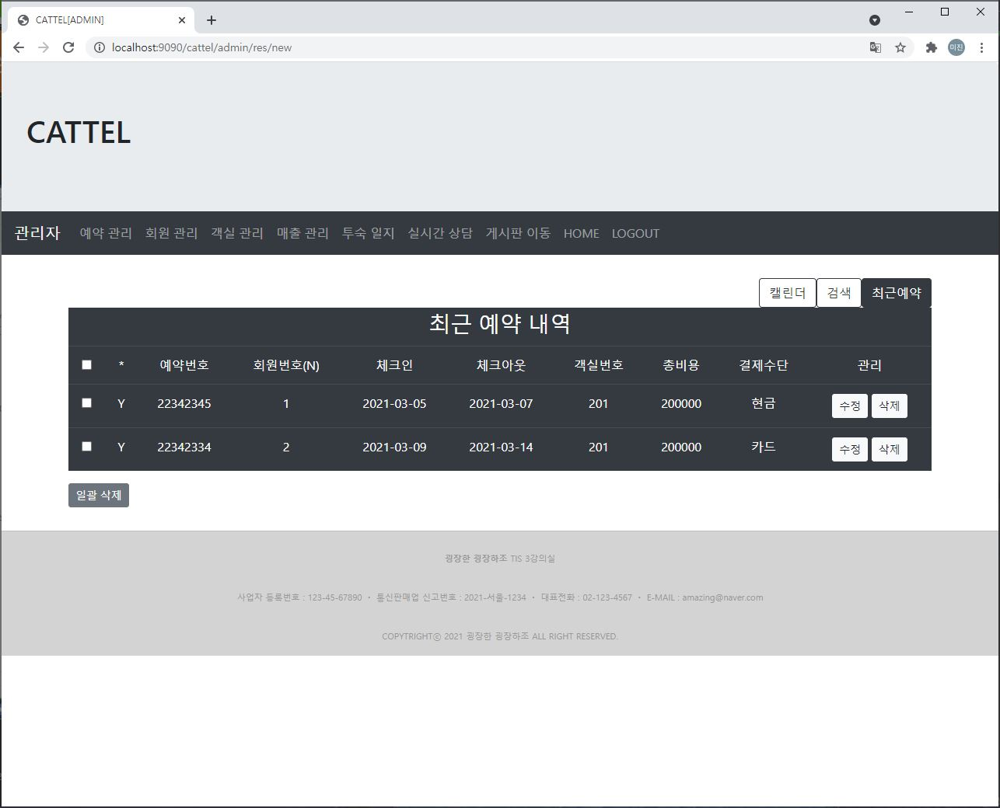 CATTEL[ADMIN]
localhost:9090/cattel/admin/res/new
미진
CATTEL
관리자 예약 관리 회원 관리 객실 관리 매출 관리 투숙 일지 실시간 상담 게시판 이동 HOME LOGOUT
캘린더 검색 최근예약
최근 예약 내역
* 예약번호 회원번호(N) 체크인 체크아웃 객실번호 총비용 결제수단 관리
Y 22342345 1 2021-03-05 2021-03-07 201 200000 현금 수정 삭제
Y 22342334 2 2021-03-09 2021-03-14 201 200000 카드 수정 삭제
일괄 삭제
굉장한 굉장하조 TIS 3강의실
사업자 등록번호 : 123-45-67890 · 통신판매업 신고번호 : 2021-서울-1234 · 대표전화 : 02-123-4567 · E-MAIL : amazing@naver.com
COPYTRIGHTⓒ 2021 굉장한 굉장하조 ALL RIGHT RESERVED.